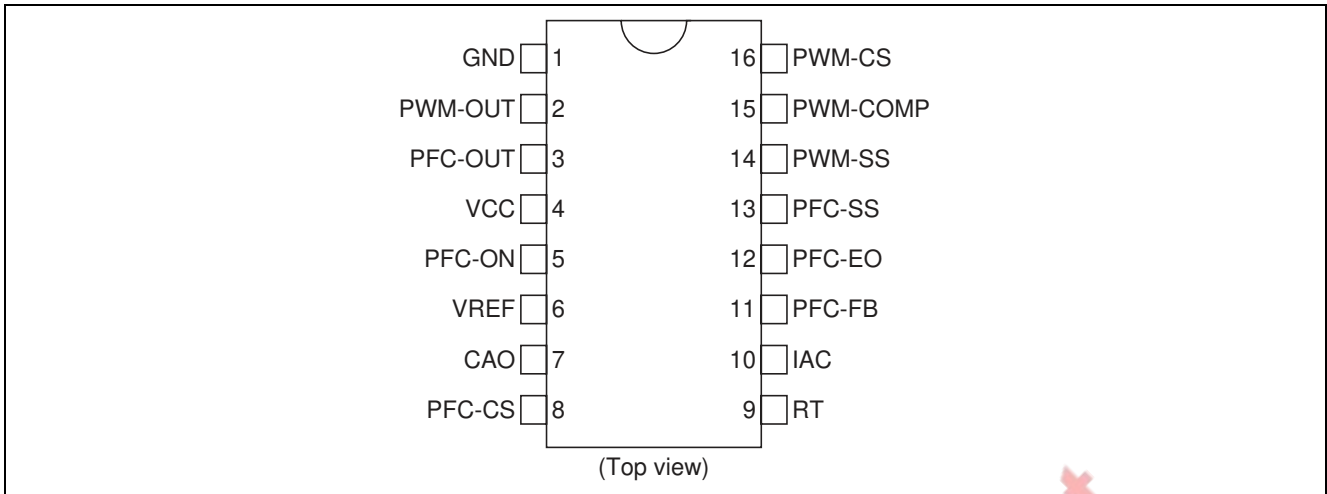 GND 1 16 PWM-CS
PWM-OUT 2 15 PWM-COMP
PFC-OUT 3 14 PWM-SS
VCC 4 13 PFC-SS
PFC-ON 5 12 PFC-EO
VREF 6 11 PFC-FB
CAO 7 10 IAC
PFC-CS 8 9 RT
(Top view)